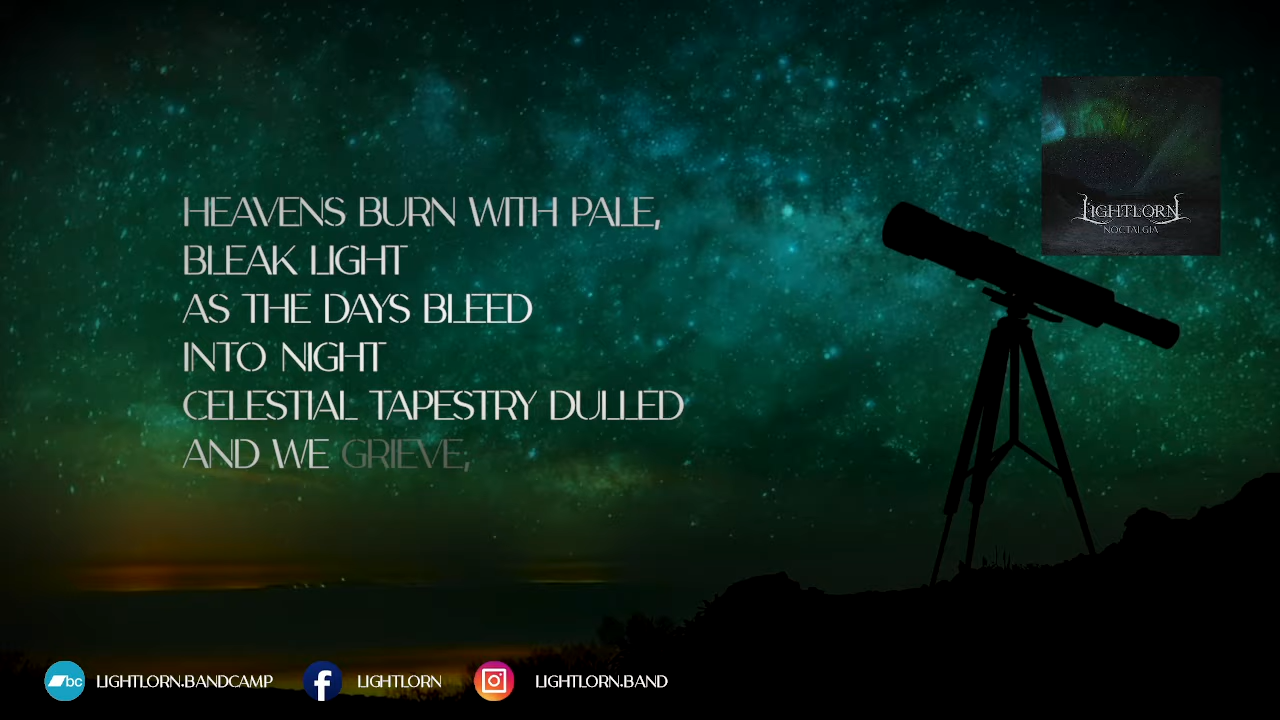 HEAVENS BURN WITH PALE,
BLEAK LIGHT
AS THE DAYS BLEED
INTO NIGHT
CELESTIAL TAPESTRY DULLED
AND WE GRIEVE,
LIGHTLORN
NOCTALGIA
bc LIGHTLORN.BANDCAMP f LIGHTLORN LIGHTLORN.BAND